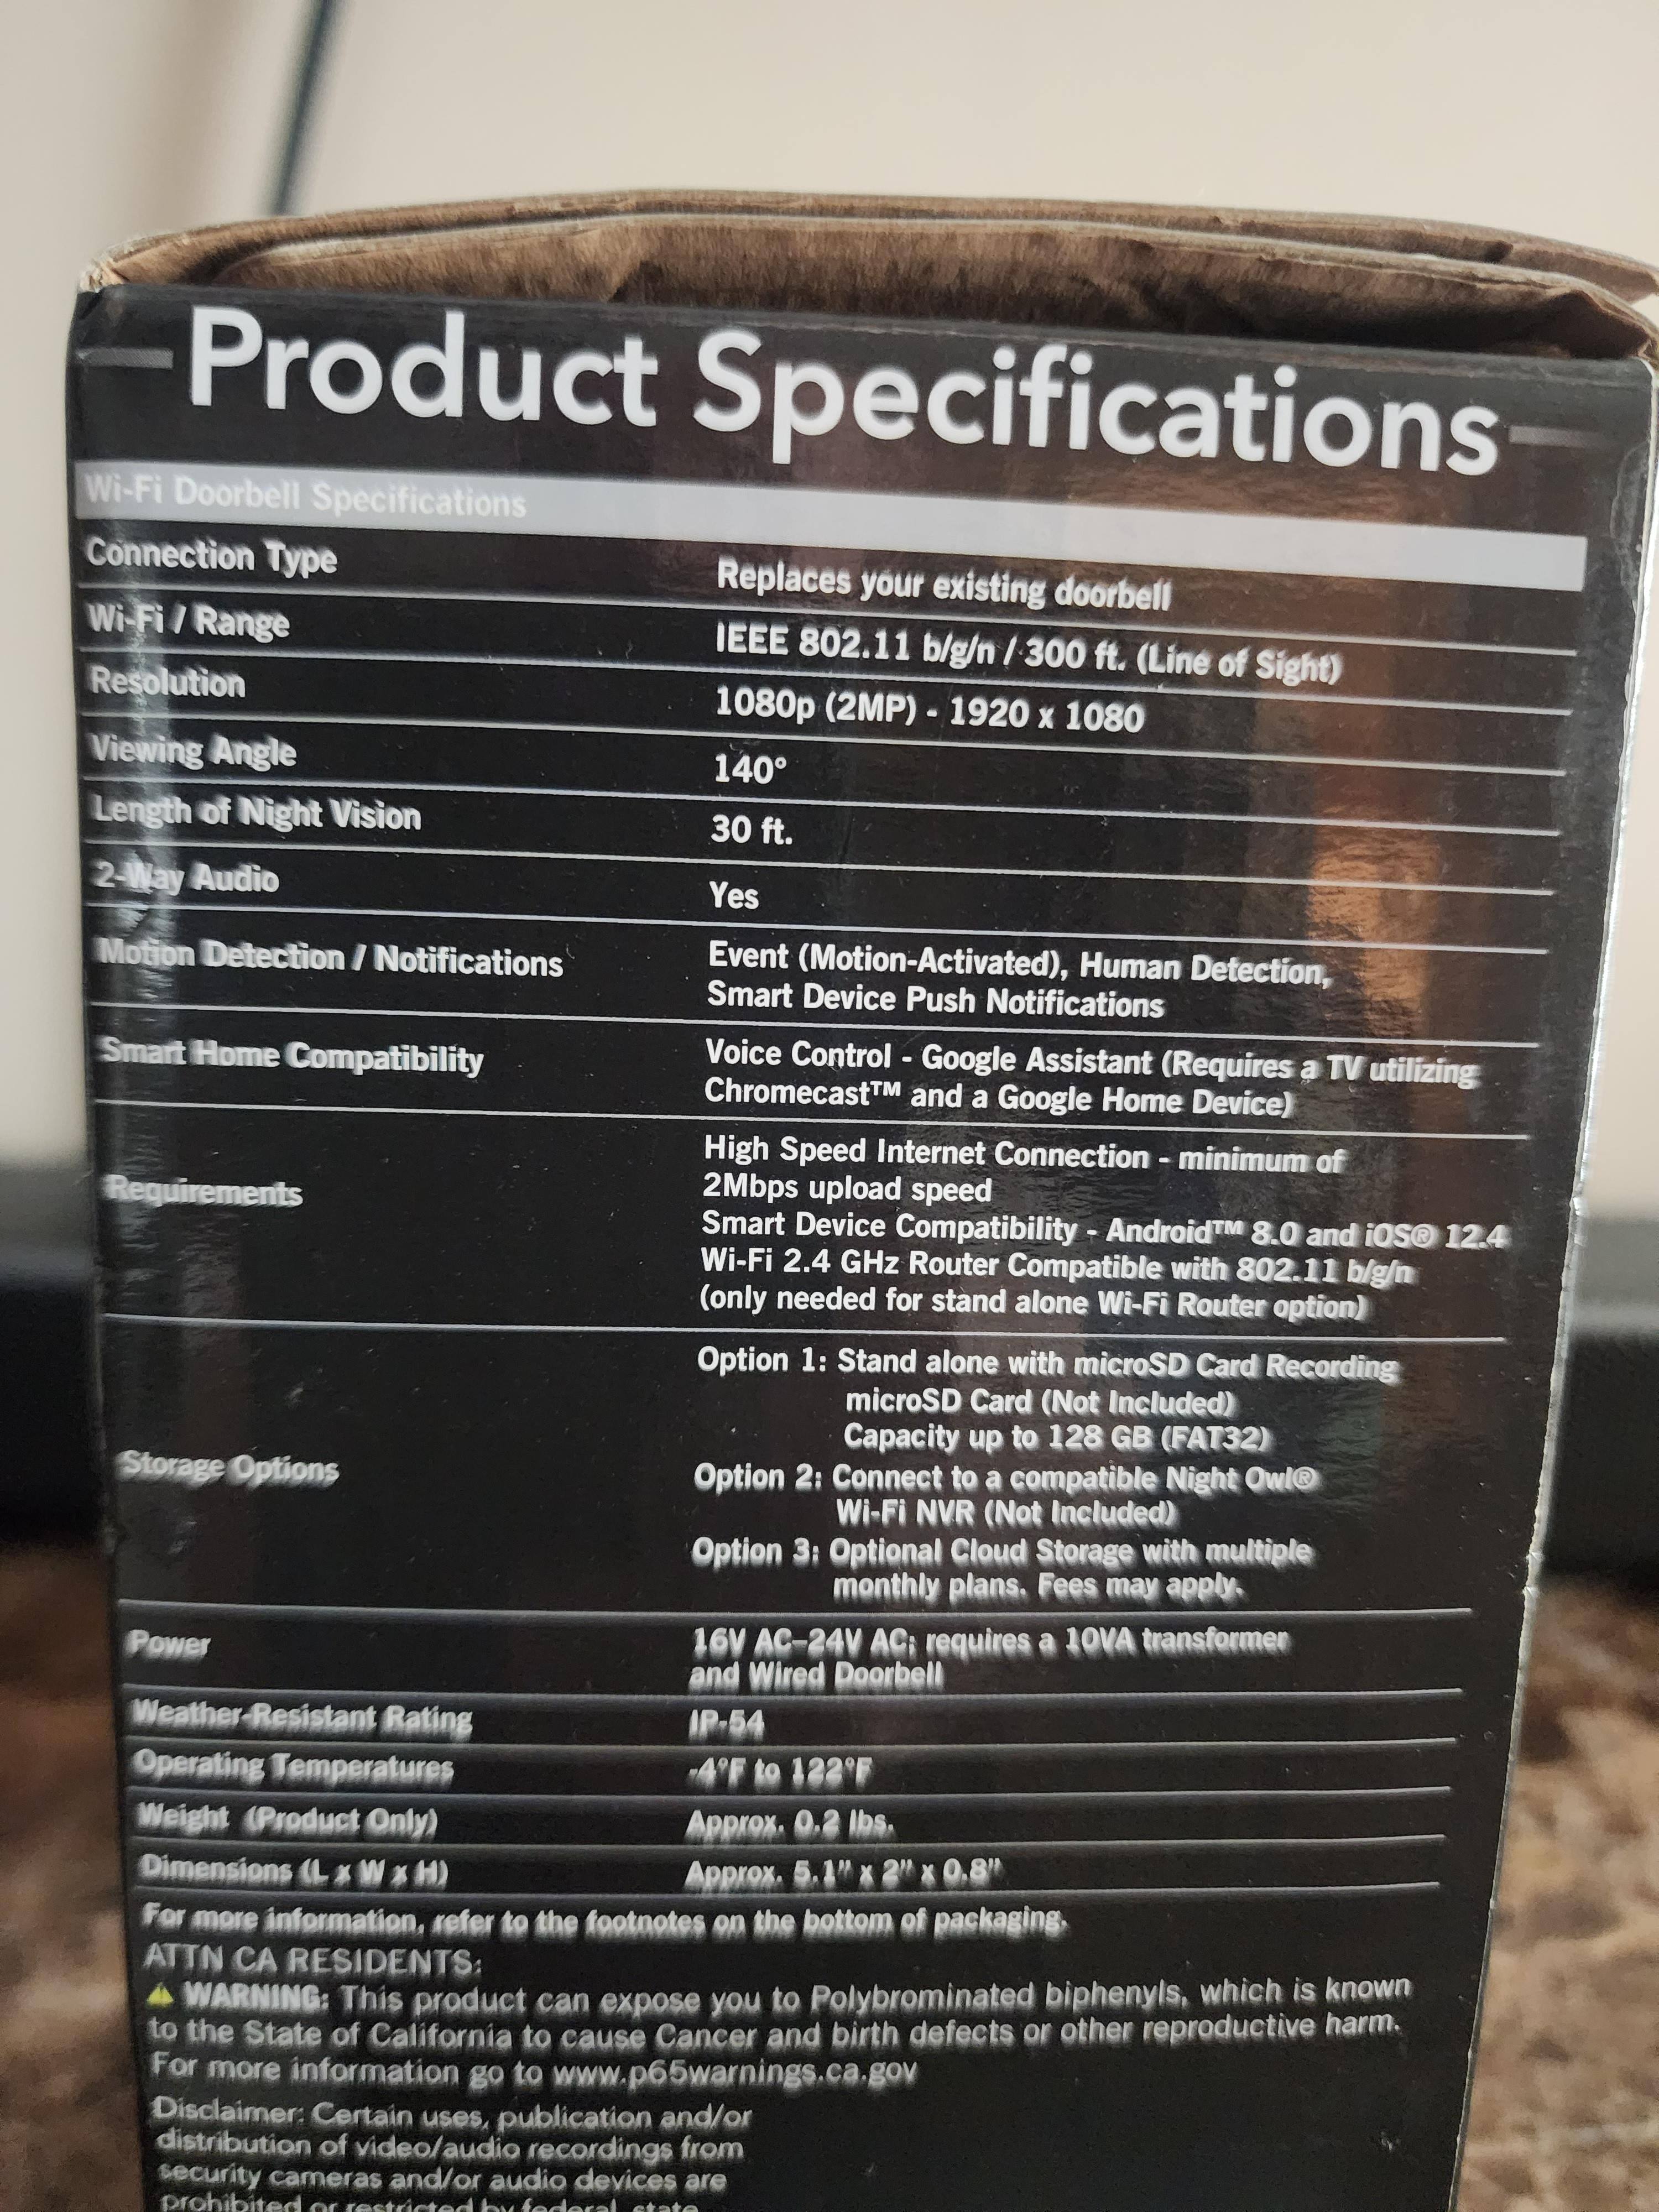 Product Specifications
Wi-Fi Doorbell Specifications
Connection Type Replaces your existing doorbell
Wi-Fi / Range IEEE 802.11 b/g/n / 300 ft. (Line of Sight)
Resolution 1080p (2MP) - 1920 x 1080
Viewing Angle 140°
Length of Night Vision 30 ft.
2-Way Audio Yes
Motion Detection / Notifications Event (Motion-Activated), Human Detection,
Smart Device Push Notifications
Smart Home Compatibility Voice Control - Google Assistant (Requires a TV utilizing
Chromecast™ and a Google Home Device)
Requirements High Speed Internet Connection - minimum of
2Mbps upload speed
Smart Device Compatibility - Android™ 8.0 and iOS® 12.4
Wi-Fi 2.4 GHz Router Compatible with 802.11 b/g/n
(only needed for stand alone Wi-Fi Router option)
Storage Options
Option 1: Stand alone with microSD Card Recording
microSD Card (Not Included)
Capacity up to 128 GB (FAT32)
Option 2: Connect to a compatible Night Owl®
Wi-Fi NVR (Not Included)
Option 3: Optional Cloud Storage with multiple
monthly plans. Fees may apply.
Power 16V AC–24V AC; requires a 10VA transformer
and Wired Doorbell
Weather-Resistant Rating IP-54
Operating Temperatures -4°F to 122°F
Weight (Product Only) Approx. 0.2 lbs.
Dimensions (L x W x H) Approx. 5.1" x 2" x 0.8"
For more information, refer to the footnotes on the bottom of packaging.
ATTN CA RESIDENTS:
⚠ WARNING: This product can expose you to Polybrominated biphenyls, which is known
to the State of California to cause Cancer and birth defects or other reproductive harm.
For more information go to www.p65warnings.ca.gov
Disclaimer: Certain uses, publication and/or
distribution of video/audio recordings from
security cameras and/or audio devices are
prohibited or restricted by federal, state